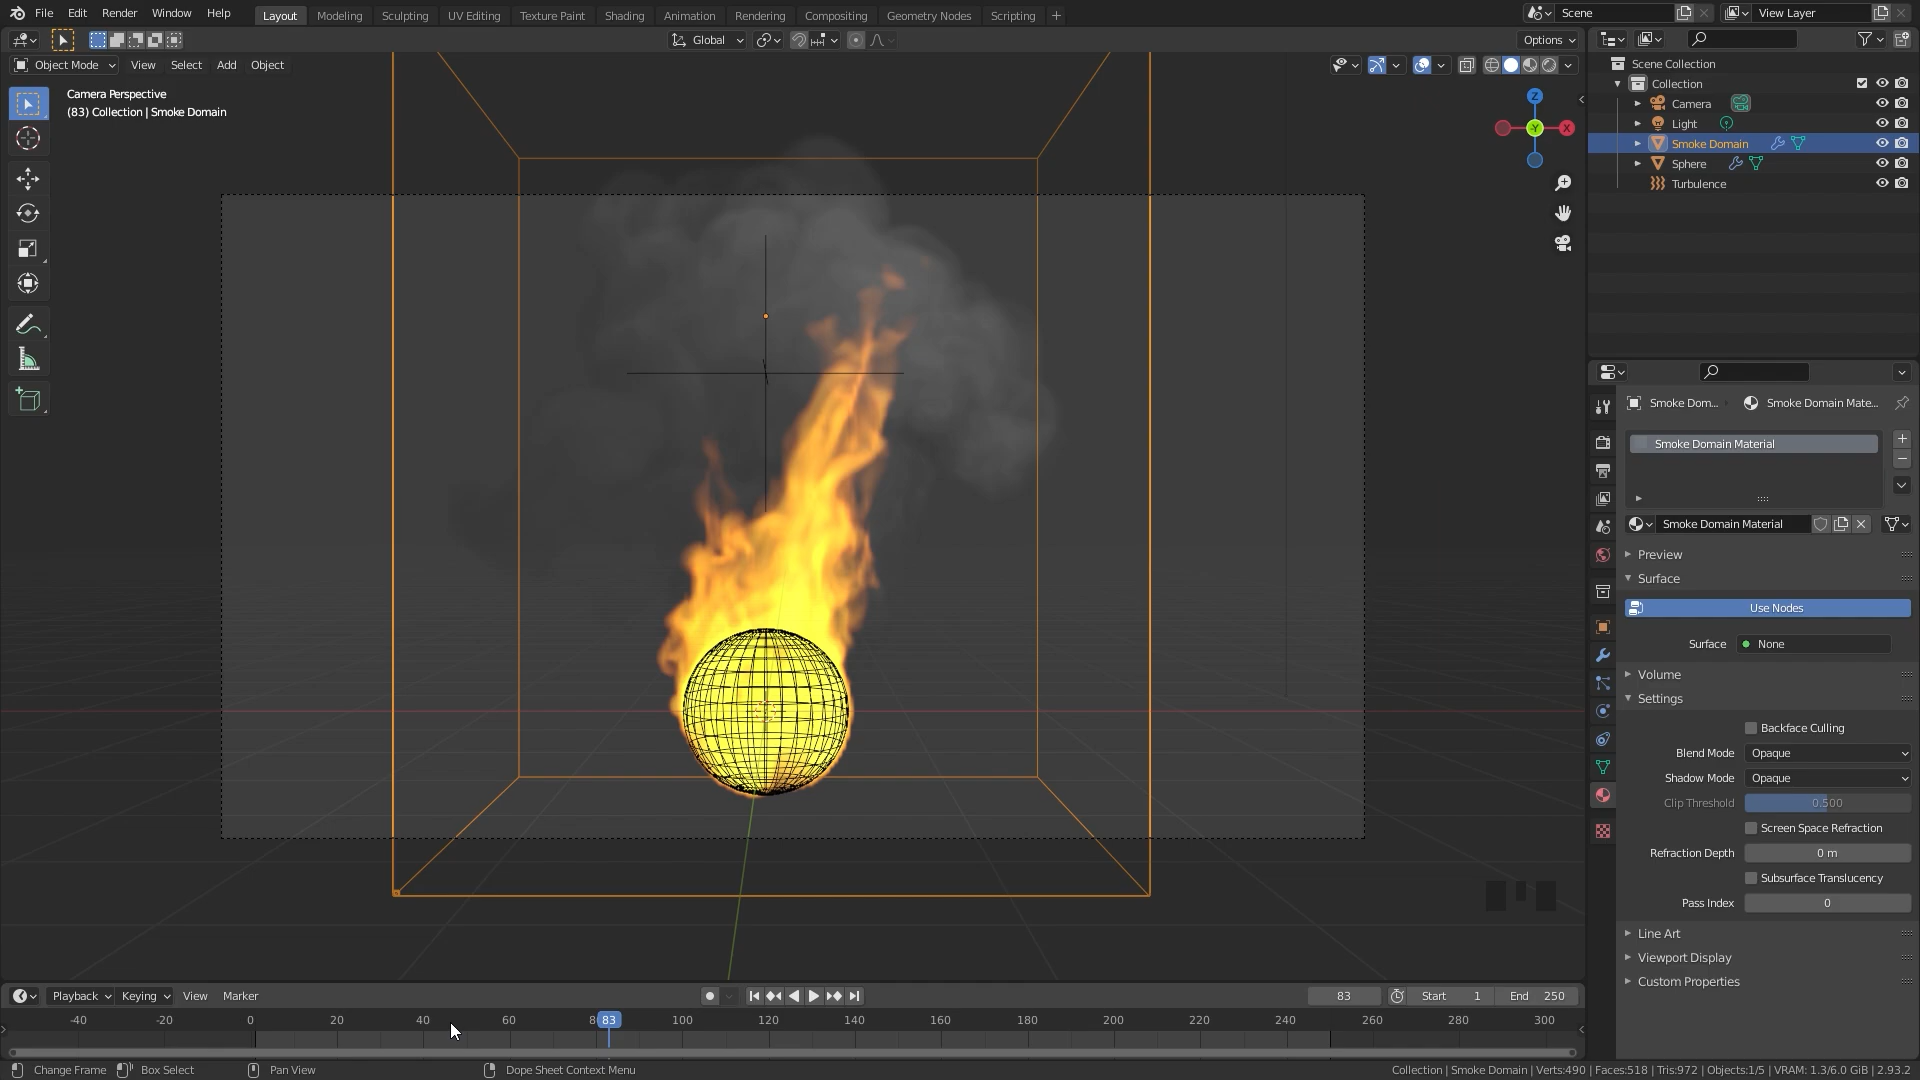 File Edit Render Window Help Layout Modeling Sculpting UV Editing Texture Paint Shading Animation Rendering Compositing Geometry Nodes Scripting + Scene View Layer
Global Options
Object Mode View Select Add Object
Camera Perspective
(83) Collection | Smoke Domain
Z
Y
X
Scene Collection
Collection
Camera
Light
Smoke Domain
Sphere
Turbulence
Smoke Dom... Smoke Domain Mate...
Smoke Domain Material
Smoke Domain Material
Preview
Surface
Use Nodes
Surface None
Volume
Settings
Backface Culling
Blend Mode Opaque
Shadow Mode Opaque
Clip Threshold 0.500
Screen Space Refraction
Refraction Depth 0 m
Subsurface Translucency
Pass Index 0
Line Art
Viewport Display
Custom Properties
Playback Keying View Marker 83 Start 1 End 250
-40 -20 0 20 40 60 8 83 100 120 140 160 180 200 220 240 260 280 300
Change Frame Box Select Pan View Dope Sheet Context Menu Collection | Smoke Domain | Verts:490 | Faces:518 | Tris:972 | Objects:1/5 | VRAM: 1.3/6.0 GiB | 2.93.2